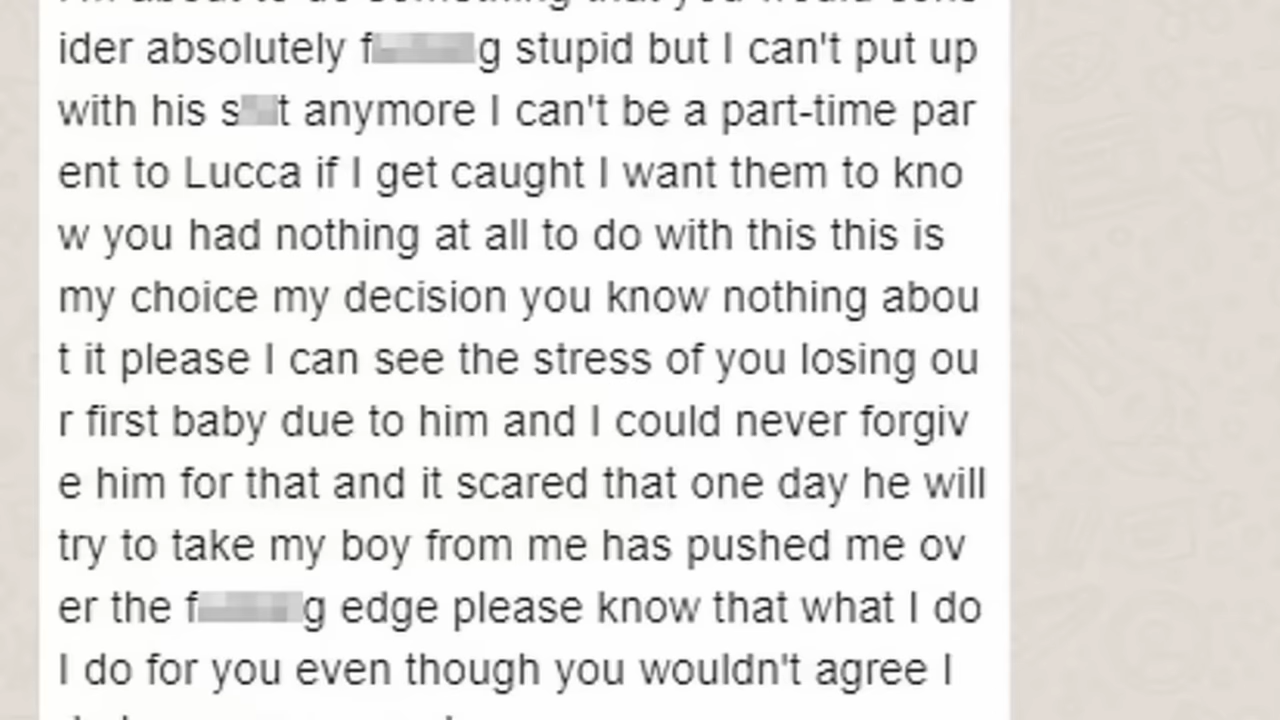 ider absolutely f g stupid but I can't put up
with his s t anymore I can't be a part-time par
ent to Lucca if I get caught I want them to kno
w you had nothing at all to do with this this is
my choice my decision you know nothing abou
t it please I can see the stress of you losing ou
r first baby due to him and I could never forgiv
e him for that and it scared that one day he will
try to take my boy from me has pushed me ov
er the f g edge please know that what I do
I do for you even though you wouldn't agree I